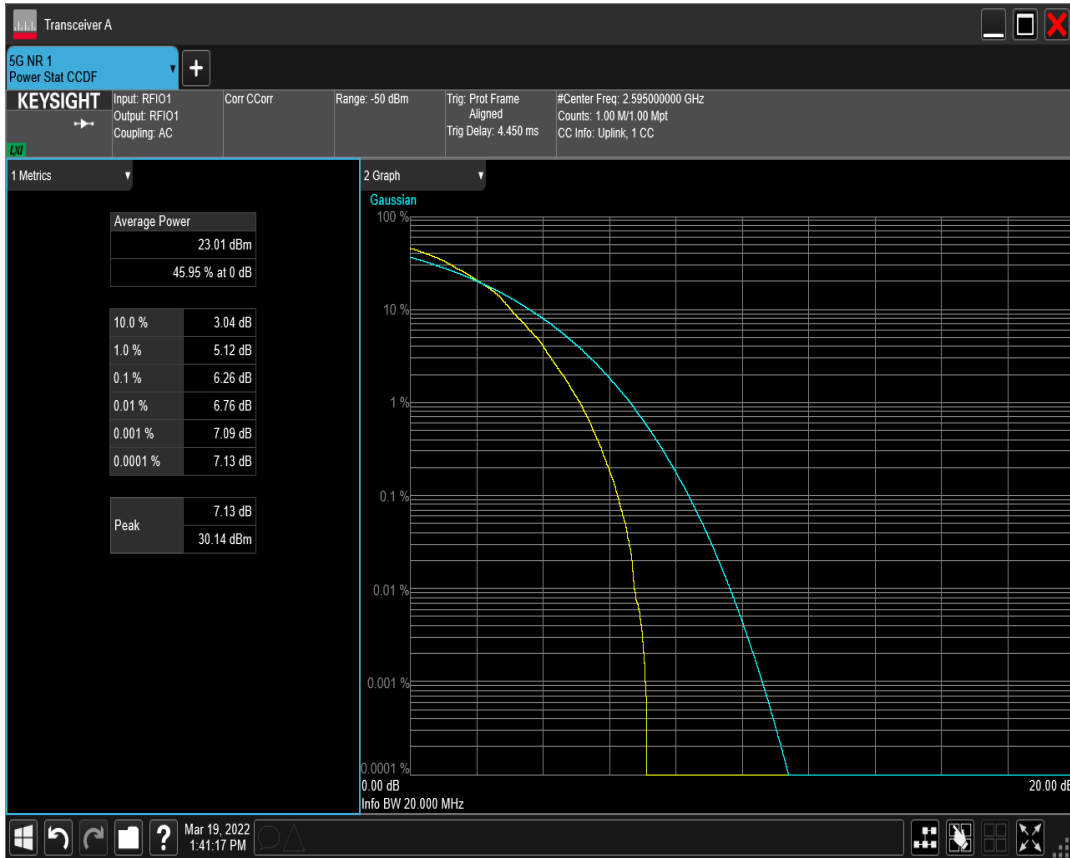 Transceiver A
5G NR 1
Power Stat CCDF
+
KEYSIGHT
LXI
Input: RFIO1
Output: RFIO1
Coupling: AC
Corr CCorr
Range: -50 dBm
Trig: Prot Frame
Aligned
Trig Delay: 4.450 ms
#Center Freq: 2.595000000 GHz
Counts: 1.00 M/1.00 Mpt
CC Info: Uplink, 1 CC
1 Metrics
Average Power
23.01 dBm
45.95 % at 0 dB
10.0 % 3.04 dB
1.0 % 5.12 dB
0.1 % 6.26 dB
0.01 % 6.76 dB
0.001 % 7.09 dB
0.0001 % 7.13 dB
Peak 7.13 dB
30.14 dBm
2 Graph
Gaussian
100 %
10 %
1 %
0.1 %
0.01 %
0.001 %
0.0001 %
0.00 dB 20.00 dB
Info BW 20.000 MHz
?
Mar 19, 2022
1:41:17 PM